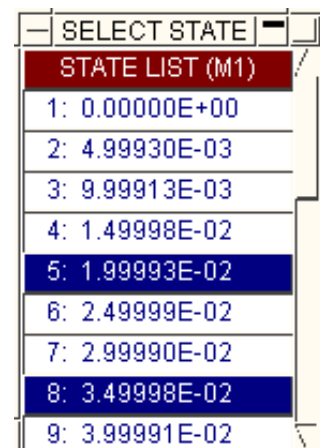 SELECT STATE
STATE LIST (M1)
1: 0.00000E+00
2: 4.99930E-03
3: 9.99913E-03
4: 1.49998E-02
5: 1.99993E-02
6: 2.49999E-02
7: 2.99990E-02
8: 3.49998E-02
9: 3.99991E-02